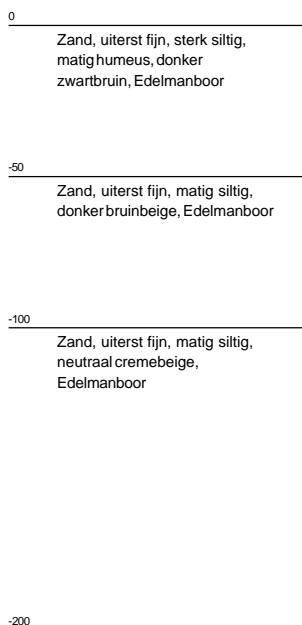 0
Zand, uiterst fijn, sterk siltig,
matig humeus, donker
zwartbruin, Edelmanboor
-50
Zand, uiterst fijn, matig siltig,
donker bruinbeige, Edelmanboor
-100
Zand, uiterst fijn, matig siltig,
neutraal cremebeige,
Edelmanboor
-200